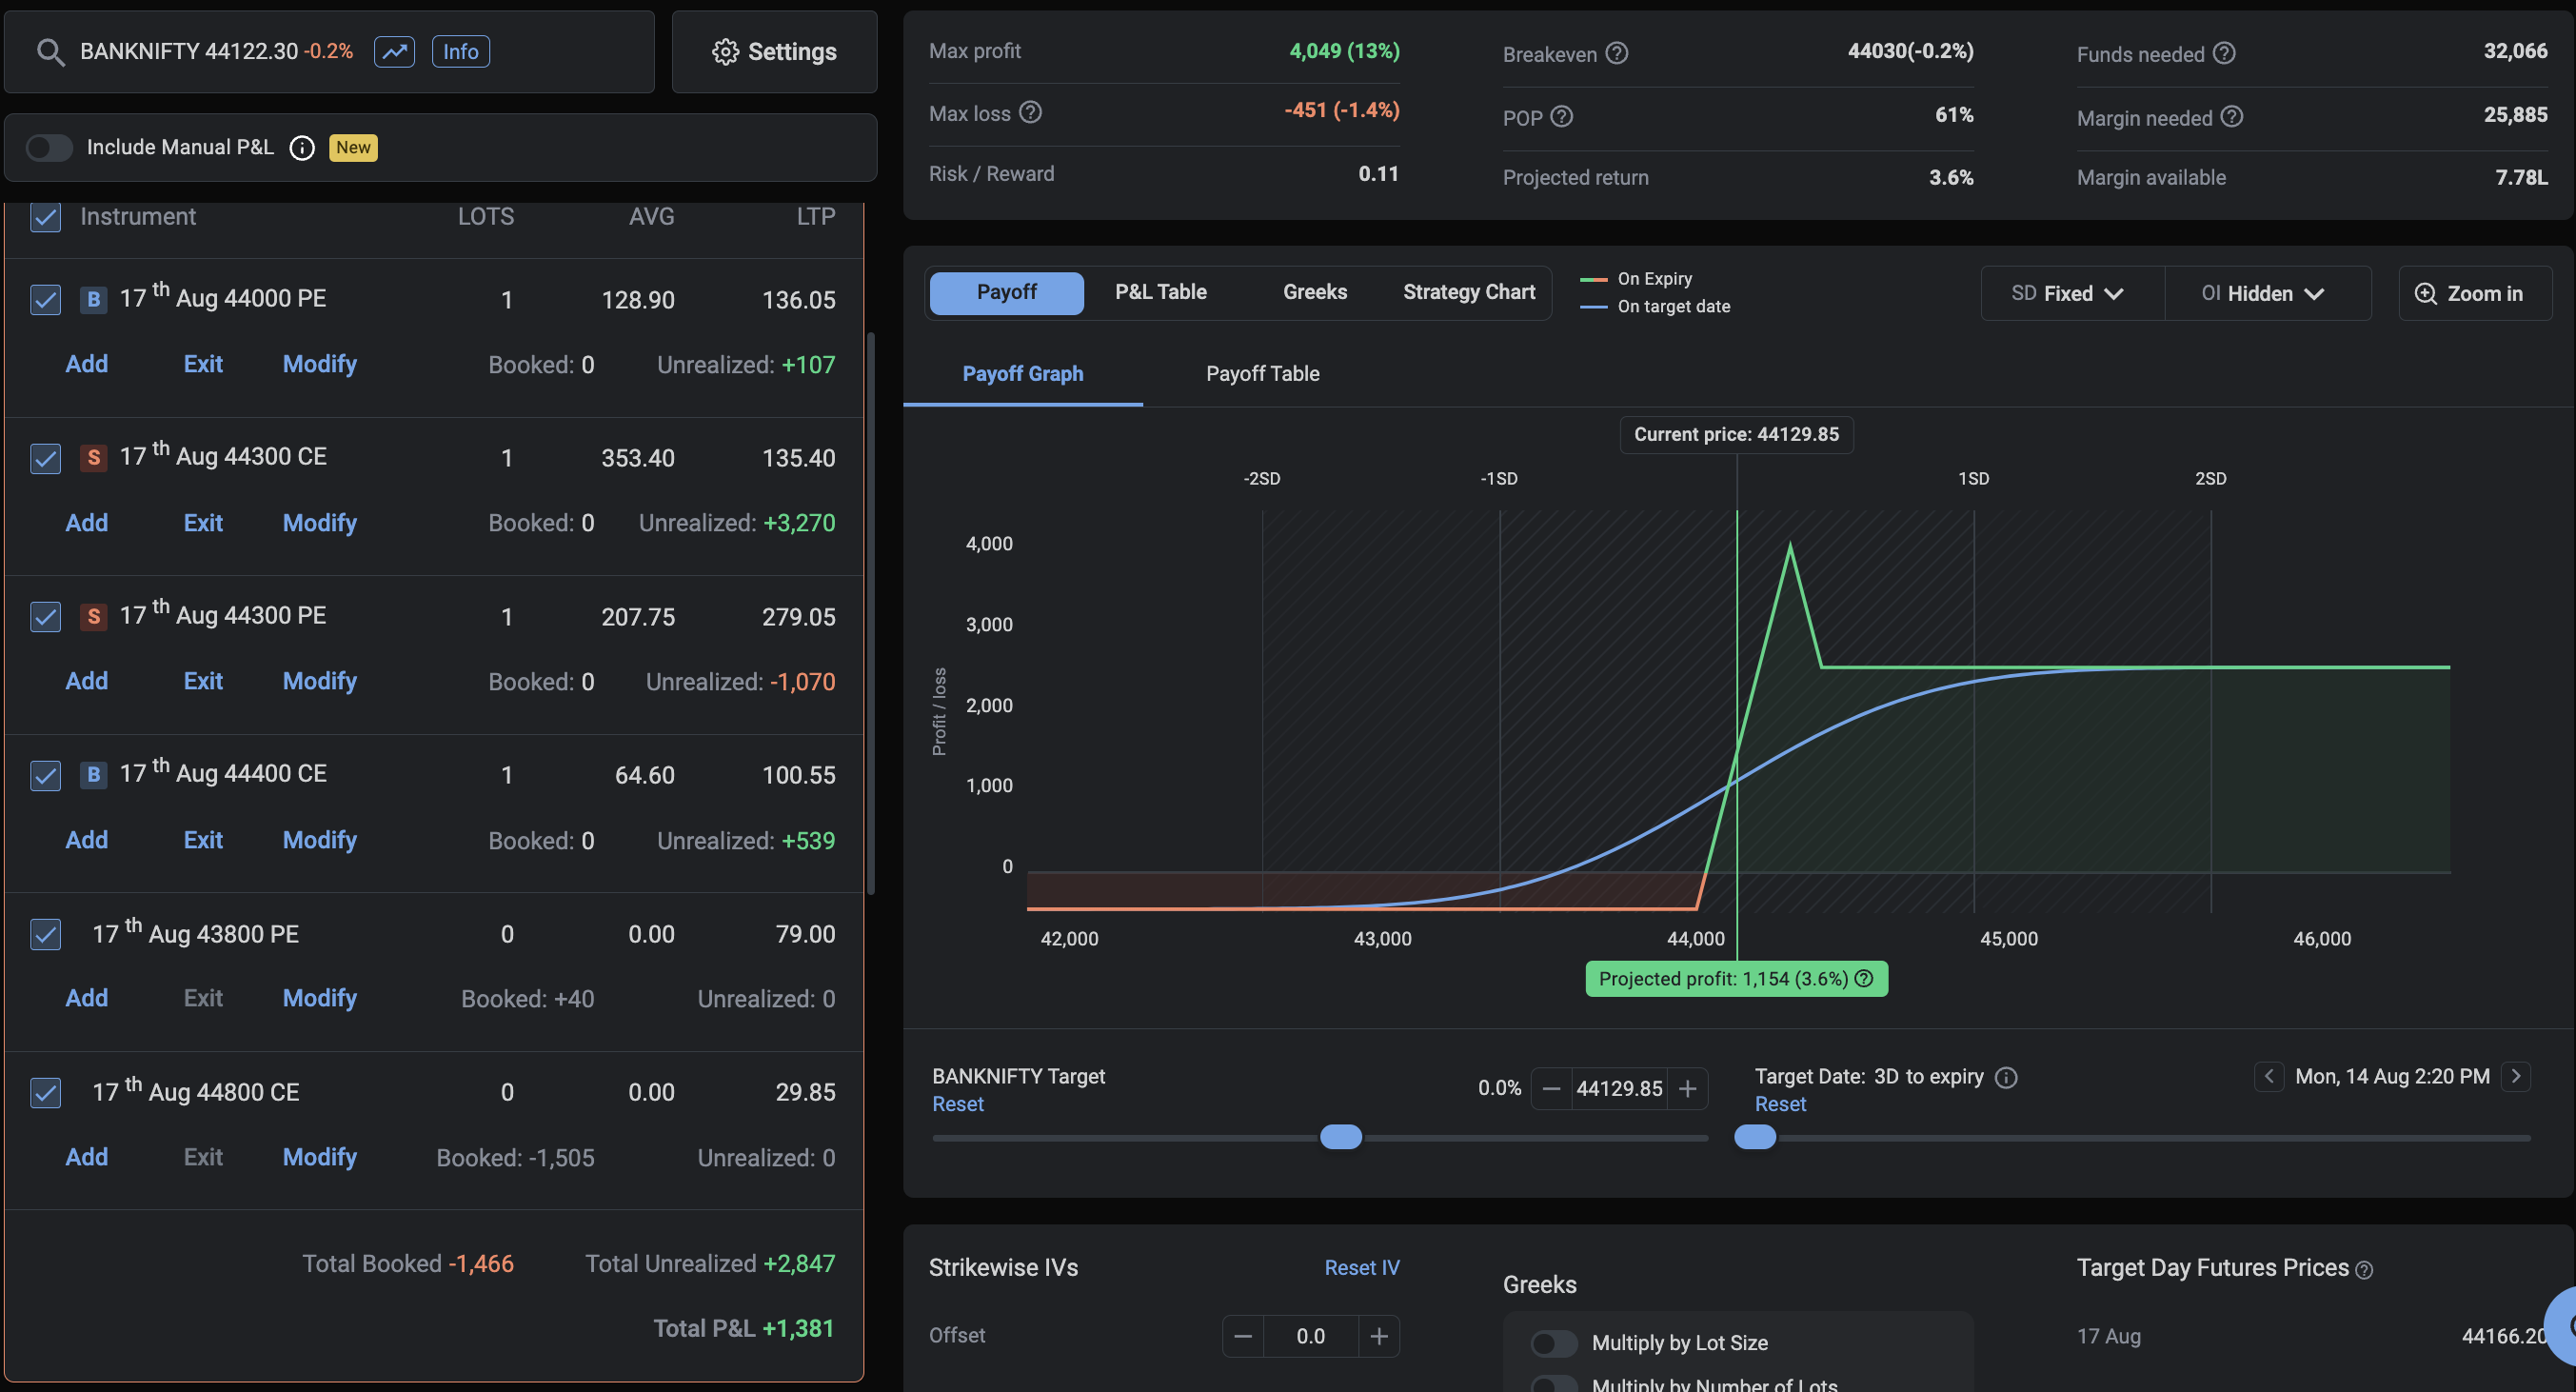 BANKNIFTY 44122.30 -0.2% Info
Settings
Include Manual P&L New
Instrument LOTS AVG LTP
B 17 th Aug 44000 PE 1 128.90 136.05
Add Exit Modify Booked: 0 Unrealized: +107
S 17 th Aug 44300 CE 1 353.40 135.40
Add Exit Modify Booked: 0 Unrealized: +3,270
S 17 th Aug 44300 PE 1 207.75 279.05
Add Exit Modify Booked: 0 Unrealized: -1,070
B 17 th Aug 44400 CE 1 64.60 100.55
Add Exit Modify Booked: 0 Unrealized: +539
17 th Aug 43800 PE 0 0.00 79.00
Add Exit Modify Booked: +40 Unrealized: 0
17 th Aug 44800 CE 0 0.00 29.85
Add Exit Modify Booked: -1,505 Unrealized: 0
Total Booked -1,466 Total Unrealized +2,847
Total P&L +1,381
Max profit 4,049 (13%)
Max loss -451 (-1.4%)
Risk / Reward 0.11
Breakeven 44030(-0.2%)
POP 61%
Projected return 3.6%
Funds needed 32,066
Margin needed 25,885
Margin available 7.78L
Payoff P&L Table Greeks Strategy Chart
On Expiry
On target date
SD Fixed OI Hidden Zoom in
Payoff Graph Payoff Table
Current price: 44129.85
-2SD -1SD 1SD 2SD
Profit / loss
4,000
3,000
2,000
1,000
0
42,000 43,000 44,000 45,000 46,000
Projected profit: 1,154 (3.6%)
BANKNIFTY Target
Reset
0.0% 44129.85
Target Date: 3D to expiry
Reset
Mon, 14 Aug 2:20 PM
Strikewise IVs Reset IV
Offset 0.0
Greeks
Multiply by Lot Size
Multiply by Number of Lots
Target Day Futures Prices
17 Aug 44166.20